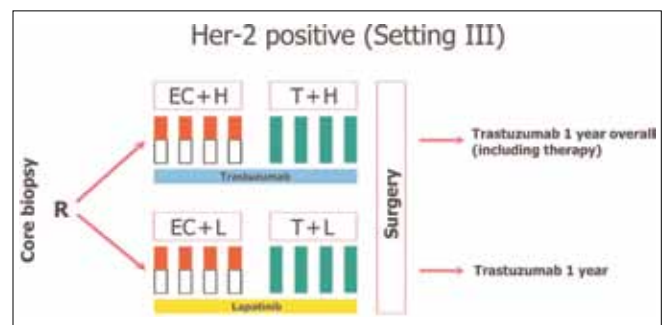 Her-2 positive (Setting III)
EC+H
T+H
Trastuzumab
Core biopsy
R
Surgery
Trastuzumab 1 year overall
(including therapy)
EC+L
T+L
Lapatinib
Trastuzumab 1 year